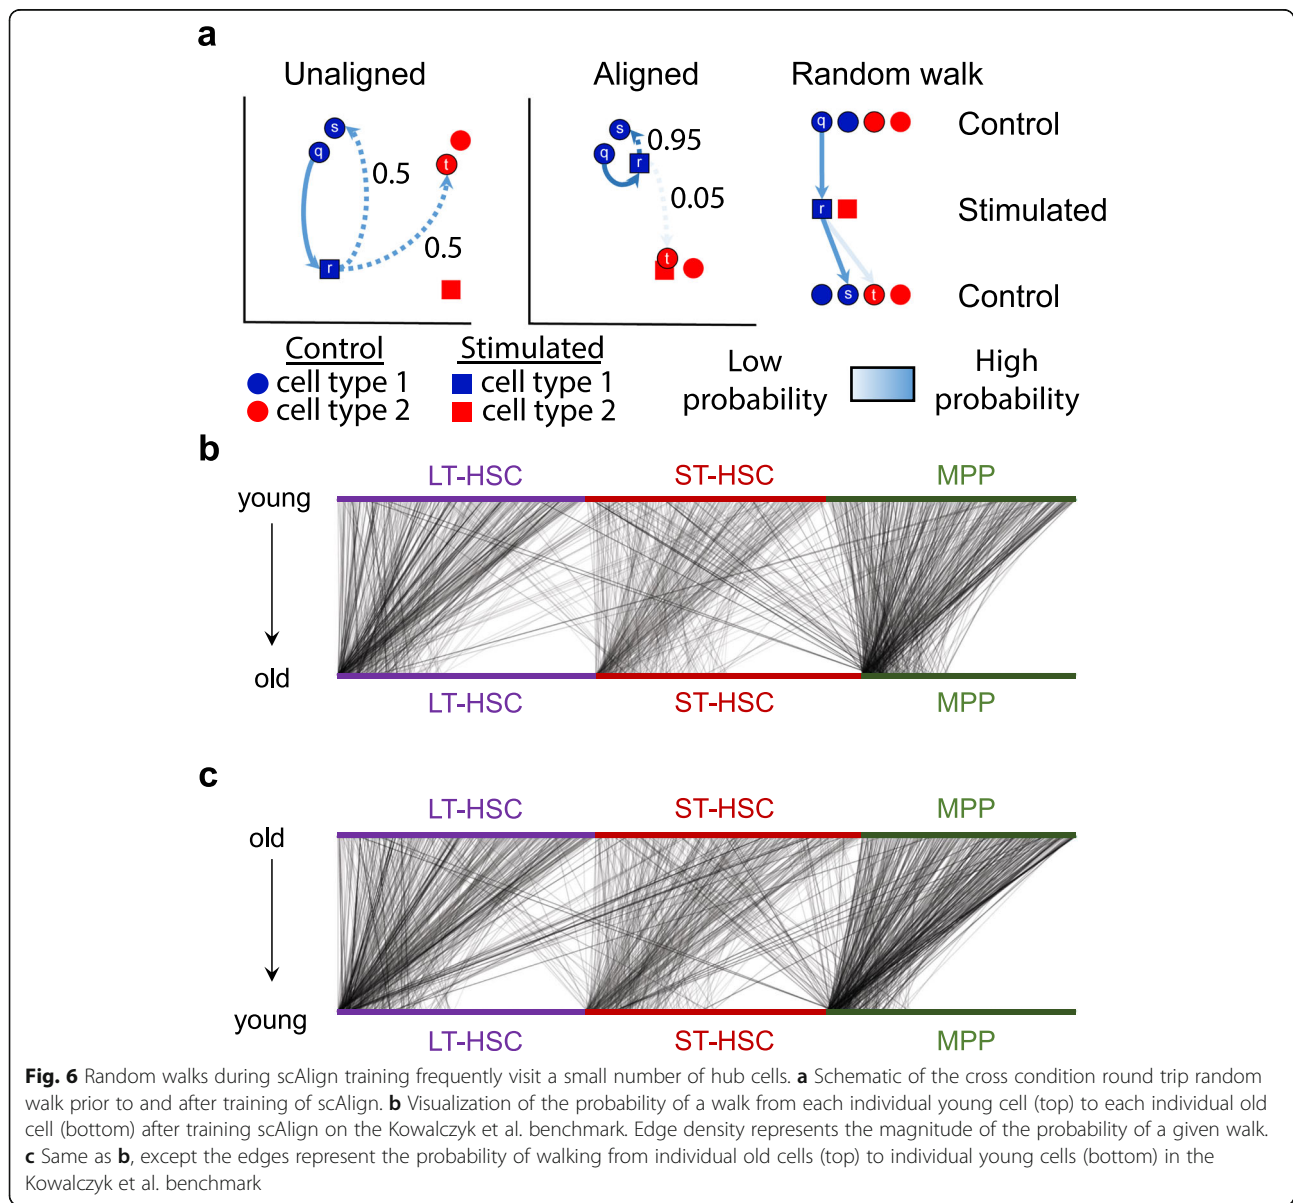 a
Unaligned
Aligned
Random walk
s
q
t
0.5
0.5
r
s
q
r
0.95
0.05
t
q
Control
r
Stimulated
s
t
Control
Control
Stimulated
cell type 1
cell type 1
cell type 2
cell type 2
Low
probability
High
probability
b
LT-HSC
ST-HSC
MPP
young
old
LT-HSC
ST-HSC
MPP
c
LT-HSC
ST-HSC
MPP
old
young
LT-HSC
ST-HSC
MPP
Fig. 6 Random walks during scAlign training frequently visit a small number of hub cells. a Schematic of the cross condition round trip random
walk prior to and after training of scAlign. b Visualization of the probability of a walk from each individual young cell (top) to each individual old
cell (bottom) after training scAlign on the Kowalczyk et al. benchmark. Edge density represents the magnitude of the probability of a given walk.
c Same as b, except the edges represent the probability of walking from individual old cells (top) to individual young cells (bottom) in the
Kowalczyk et al. benchmark